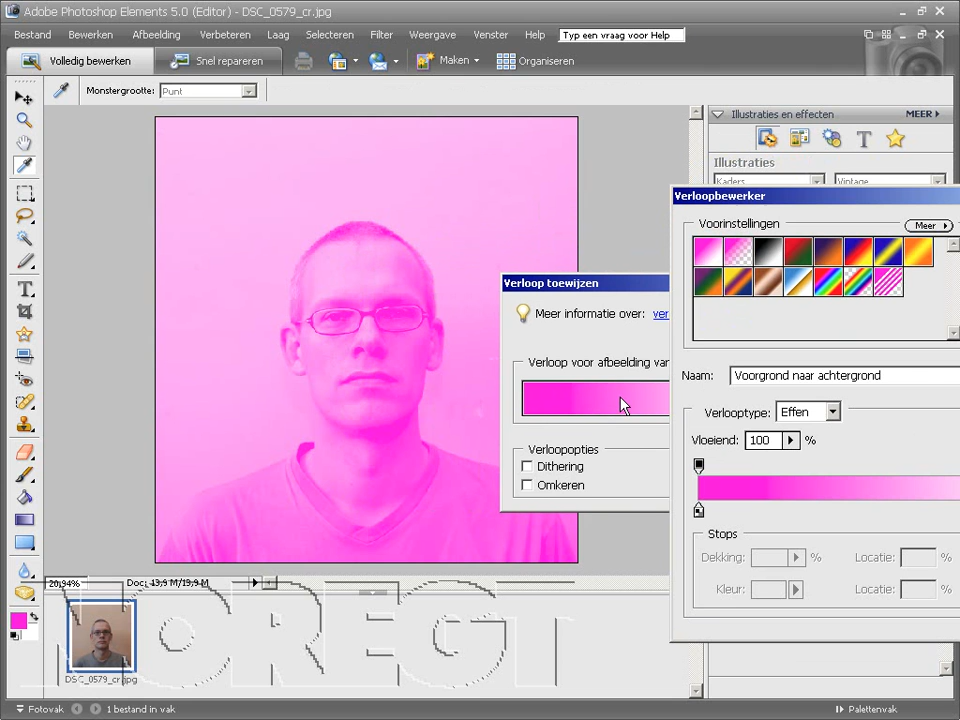 Adobe Photoshop Elements 5.0 (Editor) - DSC_0579_cr.jpg
Bestand Bewerken Afbeelding Verbeteren Laag Selecteren Filter Weergave Venster Help Typ een vraag voor Help
Volledig bewerken Snel repareren Maken Organiseren
Monstergrootte: Punt
Illustraties en effecten MEER
Illustraties
Kaders Vintage
Verloopbewerker
Voorinstellingen Meer
Verloop toewijzen
Meer informatie over: ver
Verloop voor afbeelding van
Naam: Voorgrond naar achtergrond
Verlooptype: Effen
Vloeiend: 100 %
Verloopopties
Dithering
Omkeren
Stops
Dekking: % Locatie: %
Kleur: Locatie: %
20,94% Doc: 13,9 M/19,9 M
DSC_0579_cr.jpg
Fotovak 1 bestand in vak Palettenvak